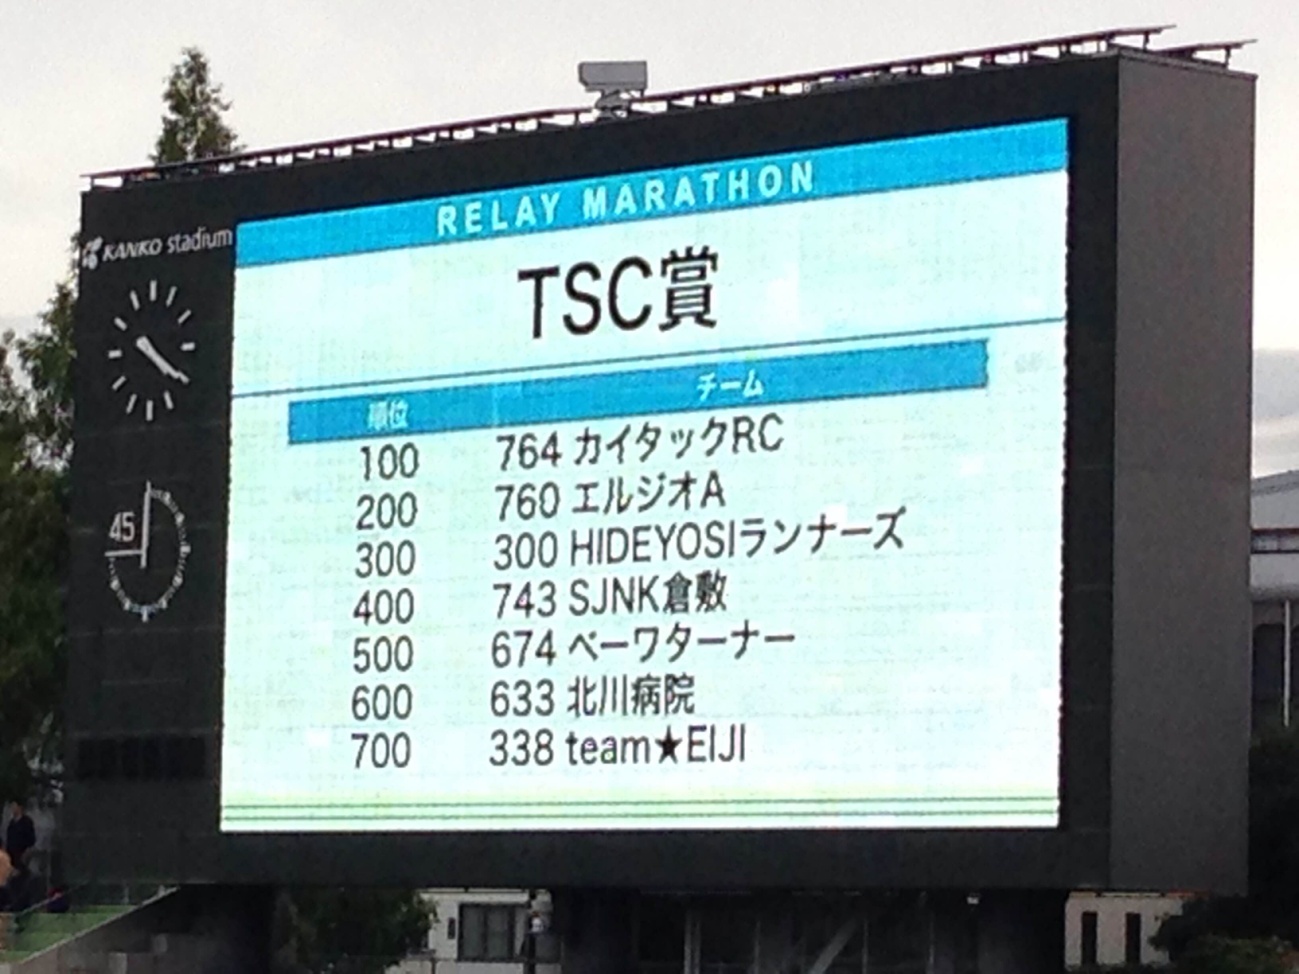 RELAY MARATHON
KANKO stadium
TSC賞
順位 チーム
100 764 カイタックRC
200 760 エルジオA
300 300 HIDEYOSIランナーズ
400 743 SJNK倉敷
500 674 ベーワターナー
600 633 北川病院
700 338 team★EIJI
45